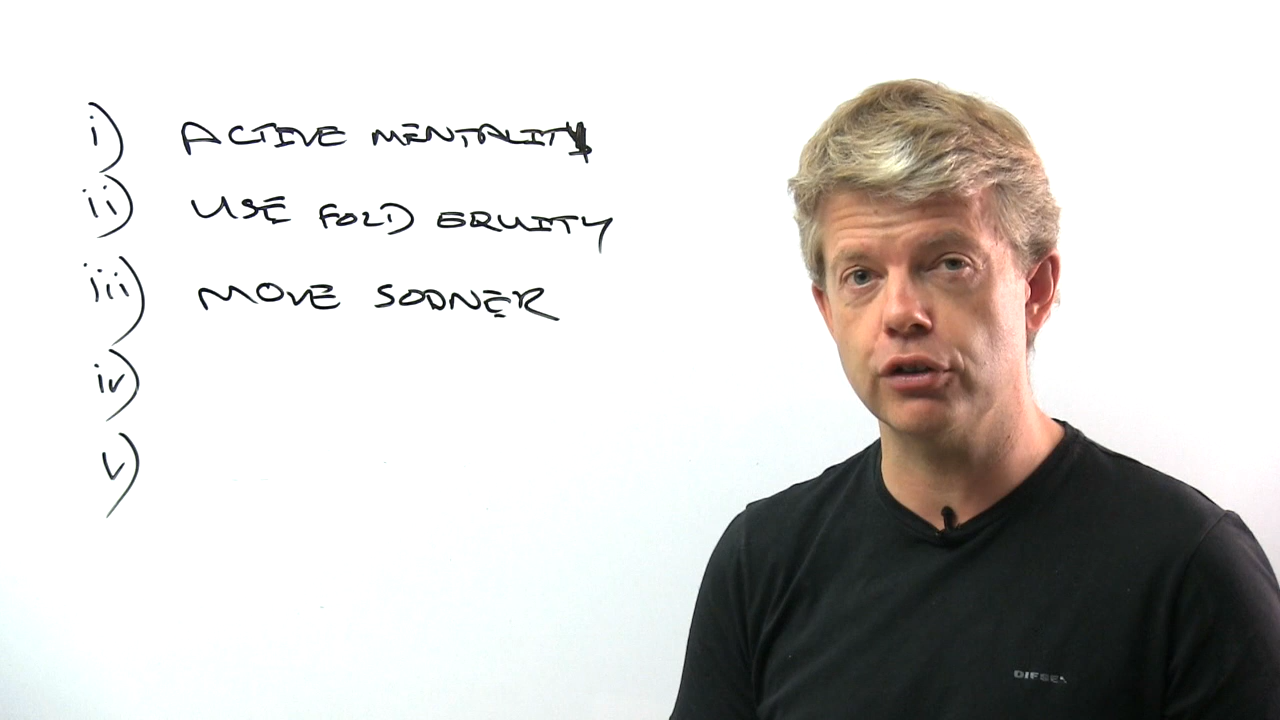 i) ACTIVE MENTALITY
ii) USE FOLD EQUITY
iii) MOVE SOONER
iv)
v)
DIESEL